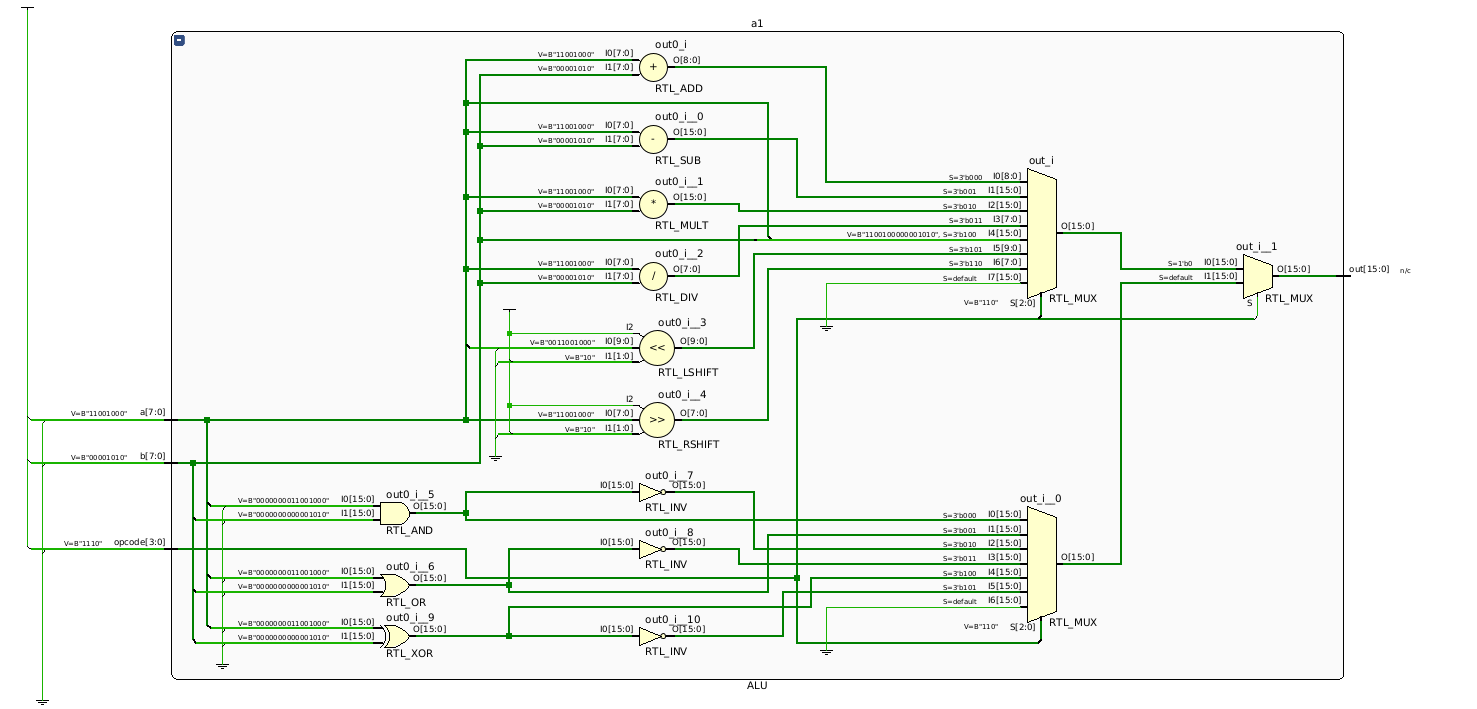 a1
out0_i
V=B"11001000" I0[7:0] O[8:0]
V=B"00001010" I1[7:0]
+
RTL_ADD
out0_i__0
V=B"11001000" I0[7:0] O[15:0]
V=B"00001010" I1[7:0]
-
RTL_SUB
out0_i__1
V=B"11001000" I0[7:0] O[15:0]
V=B"00001010" I1[7:0]
*
RTL_MULT
out0_i__2
V=B"11001000" I0[7:0] O[7:0]
V=B"00001010" I1[7:0]
/
RTL_DIV
out0_i__3
I2
V=B"0011001000" I0[9:0] O[9:0]
V=B"10" I1[1:0]
<<
RTL_LSHIFT
out0_i__4
I2
V=B"11001000" I0[7:0] O[7:0]
V=B"10" I1[1:0]
>>
RTL_RSHIFT
out_i
S=3'b000 I0[8:0]
S=3'b001 I1[15:0]
S=3'b010 I2[15:0]
S=3'b011 I3[7:0]
V=B"1100100000001010", S=3'b100 I4[15:0]
S=3'b101 I5[9:0]
S=3'b110 I6[7:0]
S=default I7[15:0]
O[15:0]
V=B"110" S[2:0]
RTL_MUX
out_i__1
S=1'b0 I0[15:0]
S=default I1[15:0]
O[15:0]
S
RTL_MUX
out[15:0] n/c
V=B"11001000" a[7:0]
V=B"00001010" b[7:0]
V=B"1110" opcode[3:0]
out0_i__5
V=B"0000000011001000" I0[15:0] O[15:0]
V=B"0000000000001010" I1[15:0]
RTL_AND
out0_i__6
V=B"0000000011001000" I0[15:0] O[15:0]
V=B"0000000000001010" I1[15:0]
RTL_OR
out0_i__9
V=B"0000000011001000" I0[15:0] O[15:0]
V=B"0000000000001010" I1[15:0]
RTL_XOR
out0_i__7
I0[15:0] O[15:0]
RTL_INV
out0_i__8
I0[15:0] O[15:0]
RTL_INV
out0_i__10
I0[15:0] O[15:0]
RTL_INV
out_i__0
S=3'b000 I0[15:0]
S=3'b001 I1[15:0]
S=3'b010 I2[15:0]
S=3'b011 I3[15:0]
S=3'b100 I4[15:0]
S=3'b101 I5[15:0]
S=default I6[15:0]
O[15:0]
V=B"110" S[2:0]
RTL_MUX
ALU